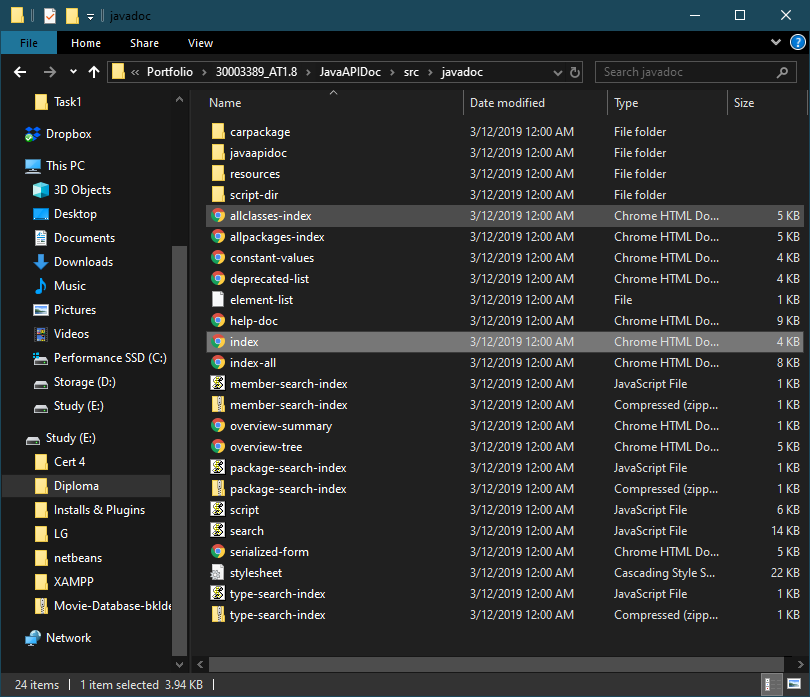 javadoc
File Home Share View
« Portfolio › 30003389_AT1.8 › JavaAPIDoc › src › javadoc Search javadoc
Task1
Dropbox
This PC
3D Objects
Desktop
Documents
Downloads
Music
Pictures
Videos
Performance SSD (C:)
Storage (D:)
Study (E:)
Study (E:)
Cert 4
Diploma
Installs & Plugins
LG
netbeans
XAMPP
Movie-Database-bklde
Network
Name Date modified Type Size
carpackage 3/12/2019 12:00 AM File folder
javaapidoc 3/12/2019 12:00 AM File folder
resources 3/12/2019 12:00 AM File folder
script-dir 3/12/2019 12:00 AM File folder
allclasses-index 3/12/2019 12:00 AM Chrome HTML Do... 5 KB
allpackages-index 3/12/2019 12:00 AM Chrome HTML Do... 5 KB
constant-values 3/12/2019 12:00 AM Chrome HTML Do... 4 KB
deprecated-list 3/12/2019 12:00 AM Chrome HTML Do... 4 KB
element-list 3/12/2019 12:00 AM File 1 KB
help-doc 3/12/2019 12:00 AM Chrome HTML Do... 9 KB
index 3/12/2019 12:00 AM Chrome HTML Do... 4 KB
index-all 3/12/2019 12:00 AM Chrome HTML Do... 8 KB
member-search-index 3/12/2019 12:00 AM JavaScript File 1 KB
member-search-index 3/12/2019 12:00 AM Compressed (zipp... 1 KB
overview-summary 3/12/2019 12:00 AM Chrome HTML Do... 1 KB
overview-tree 3/12/2019 12:00 AM Chrome HTML Do... 5 KB
package-search-index 3/12/2019 12:00 AM JavaScript File 1 KB
package-search-index 3/12/2019 12:00 AM Compressed (zipp... 1 KB
script 3/12/2019 12:00 AM JavaScript File 6 KB
search 3/12/2019 12:00 AM JavaScript File 14 KB
serialized-form 3/12/2019 12:00 AM Chrome HTML Do... 5 KB
stylesheet 3/12/2019 12:00 AM Cascading Style S... 22 KB
type-search-index 3/12/2019 12:00 AM JavaScript File 1 KB
type-search-index 3/12/2019 12:00 AM Compressed (zipp... 1 KB
24 items 1 item selected 3.94 KB